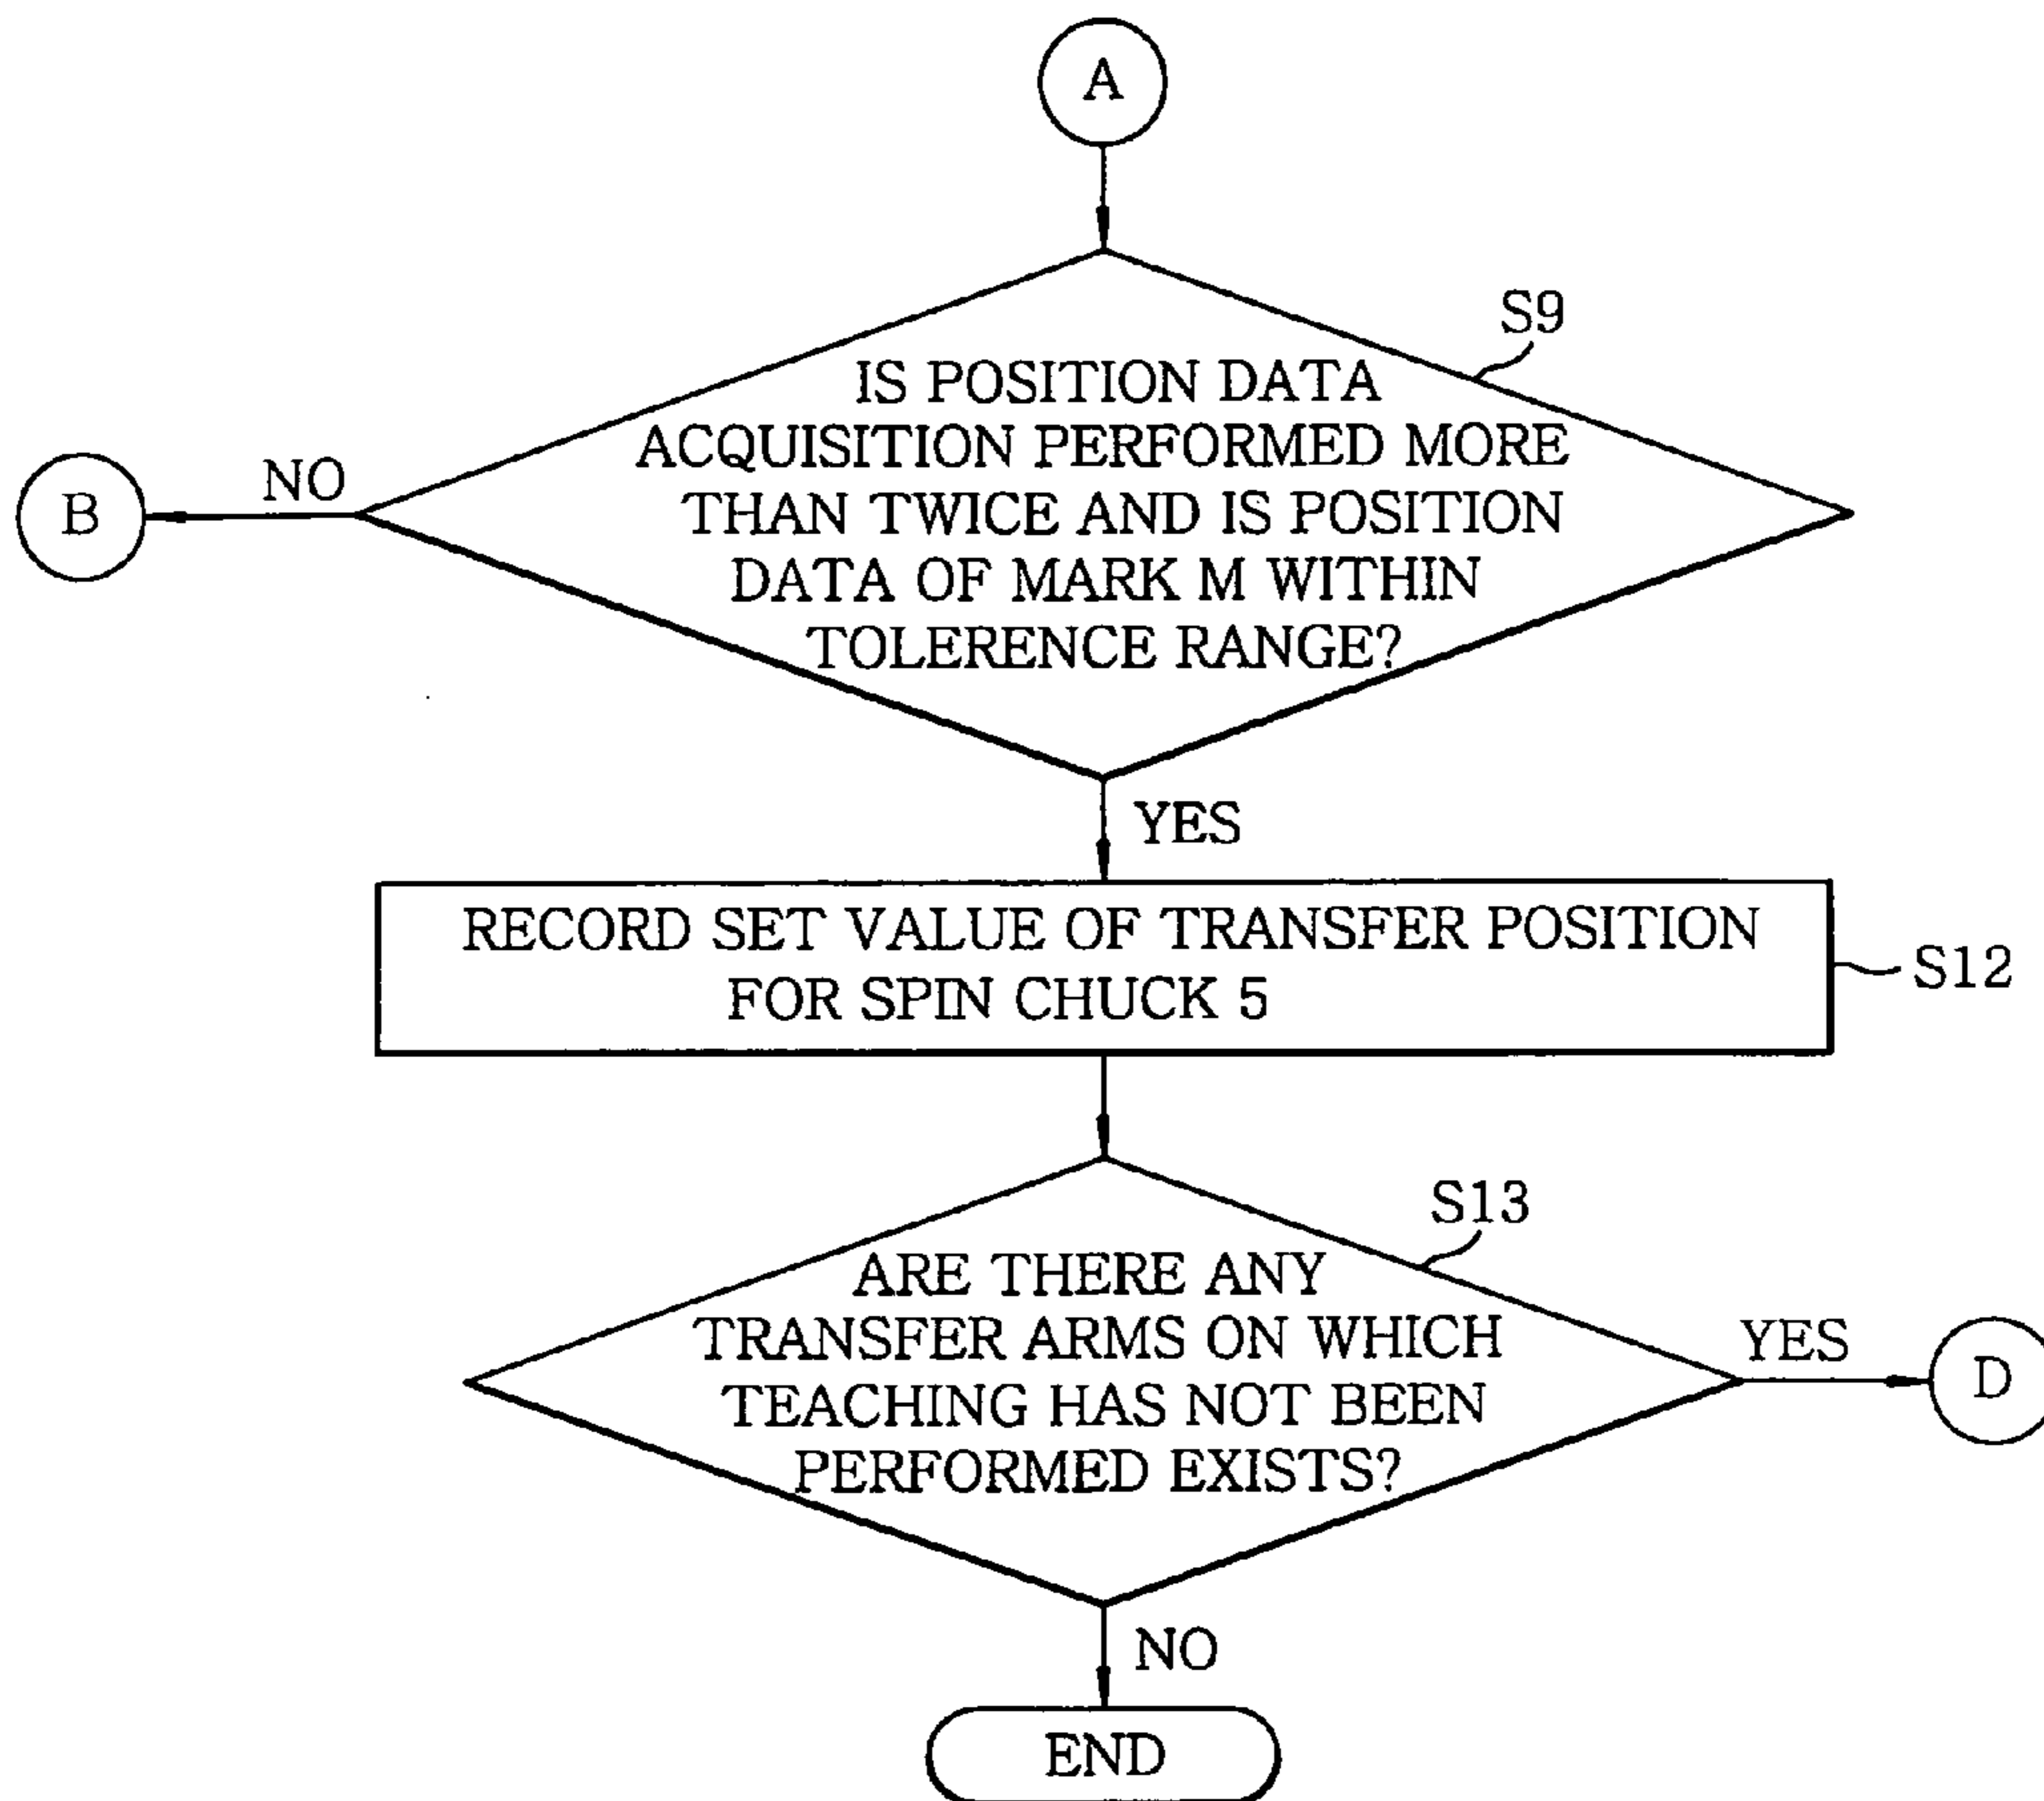 A
S9
IS POSITION DATA
ACQUISITION PERFORMED MORE
THAN TWICE AND IS POSITION
DATA OF MARK M WITHIN
TOLERENCE RANGE?
NO
B
YES
RECORD SET VALUE OF TRANSFER POSITION
FOR SPIN CHUCK 5
S12
S13
ARE THERE ANY
TRANSFER ARMS ON WHICH
TEACHING HAS NOT BEEN
PERFORMED EXISTS?
YES
D
NO
END